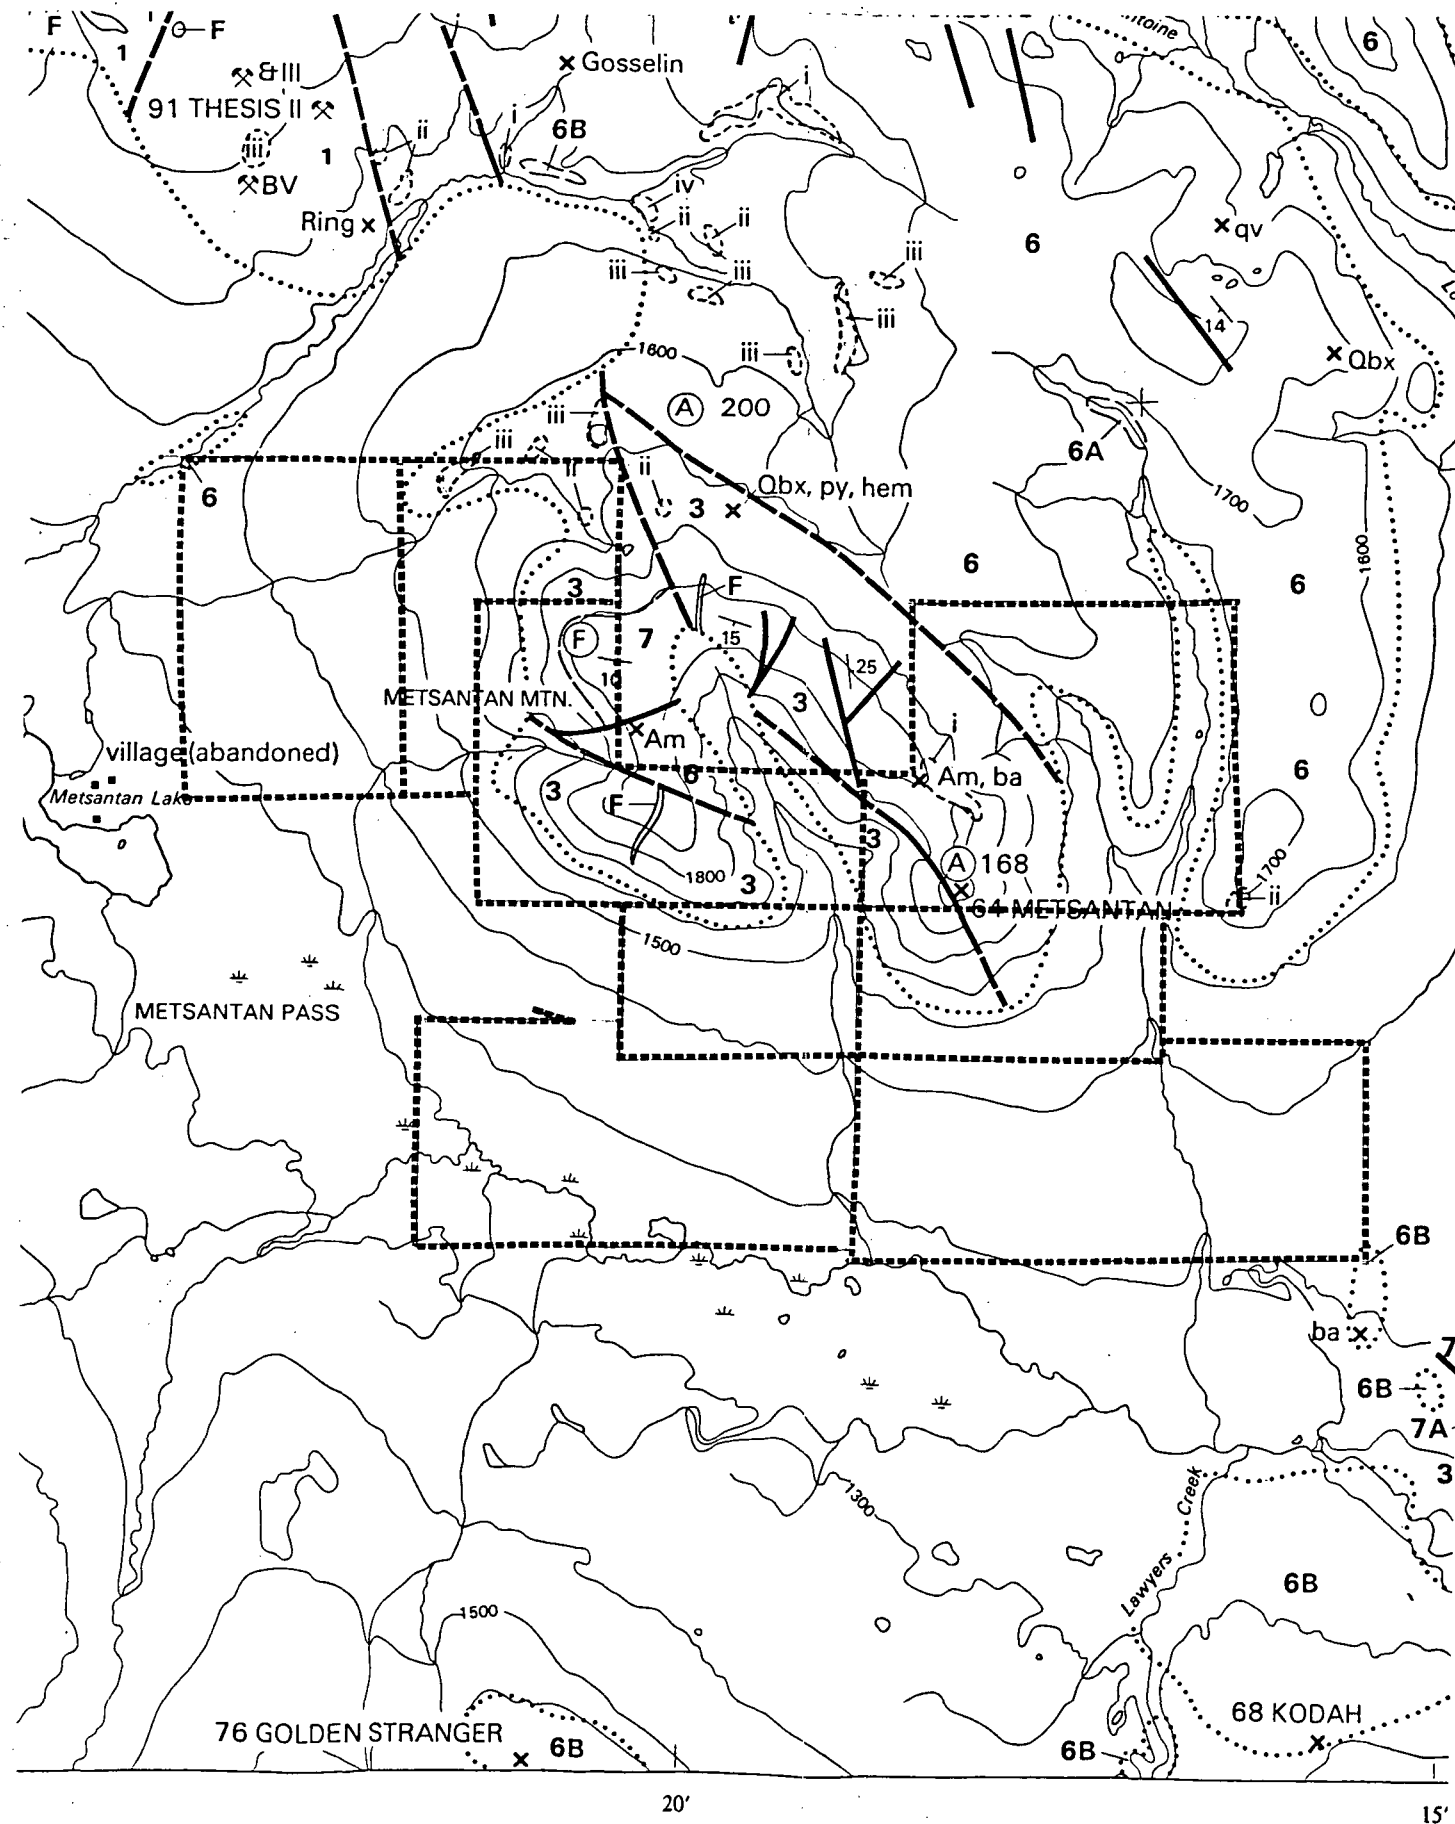 F
F
1
& III
91 THESIS II
iii
BV
1
ii
Ring
Gosselin
i
6B
i
iv
ii
ii
iii
iii
iii
iii
iii
6
6
qv
14
Qbx
1600
A 200
iii
iii
ii
ii
3
Qbx, py, hem
6
6A
1700
1600
6
6
3
F
F
7
15
10
25
METSANTAN MTN.
3
i
village (abandoned)
Am
6
Am, ba
6
Metsantan Lake
3
F
3
A 168
1800
3
1700
64 METSANTAN
ii
1500
METSANTAN PASS
6B
ba
7
6B
7A
3
1300
Creek
Lawyers
6B
1500
76 GOLDEN STRANGER
6B
6B
68 KODAH
20'
15'